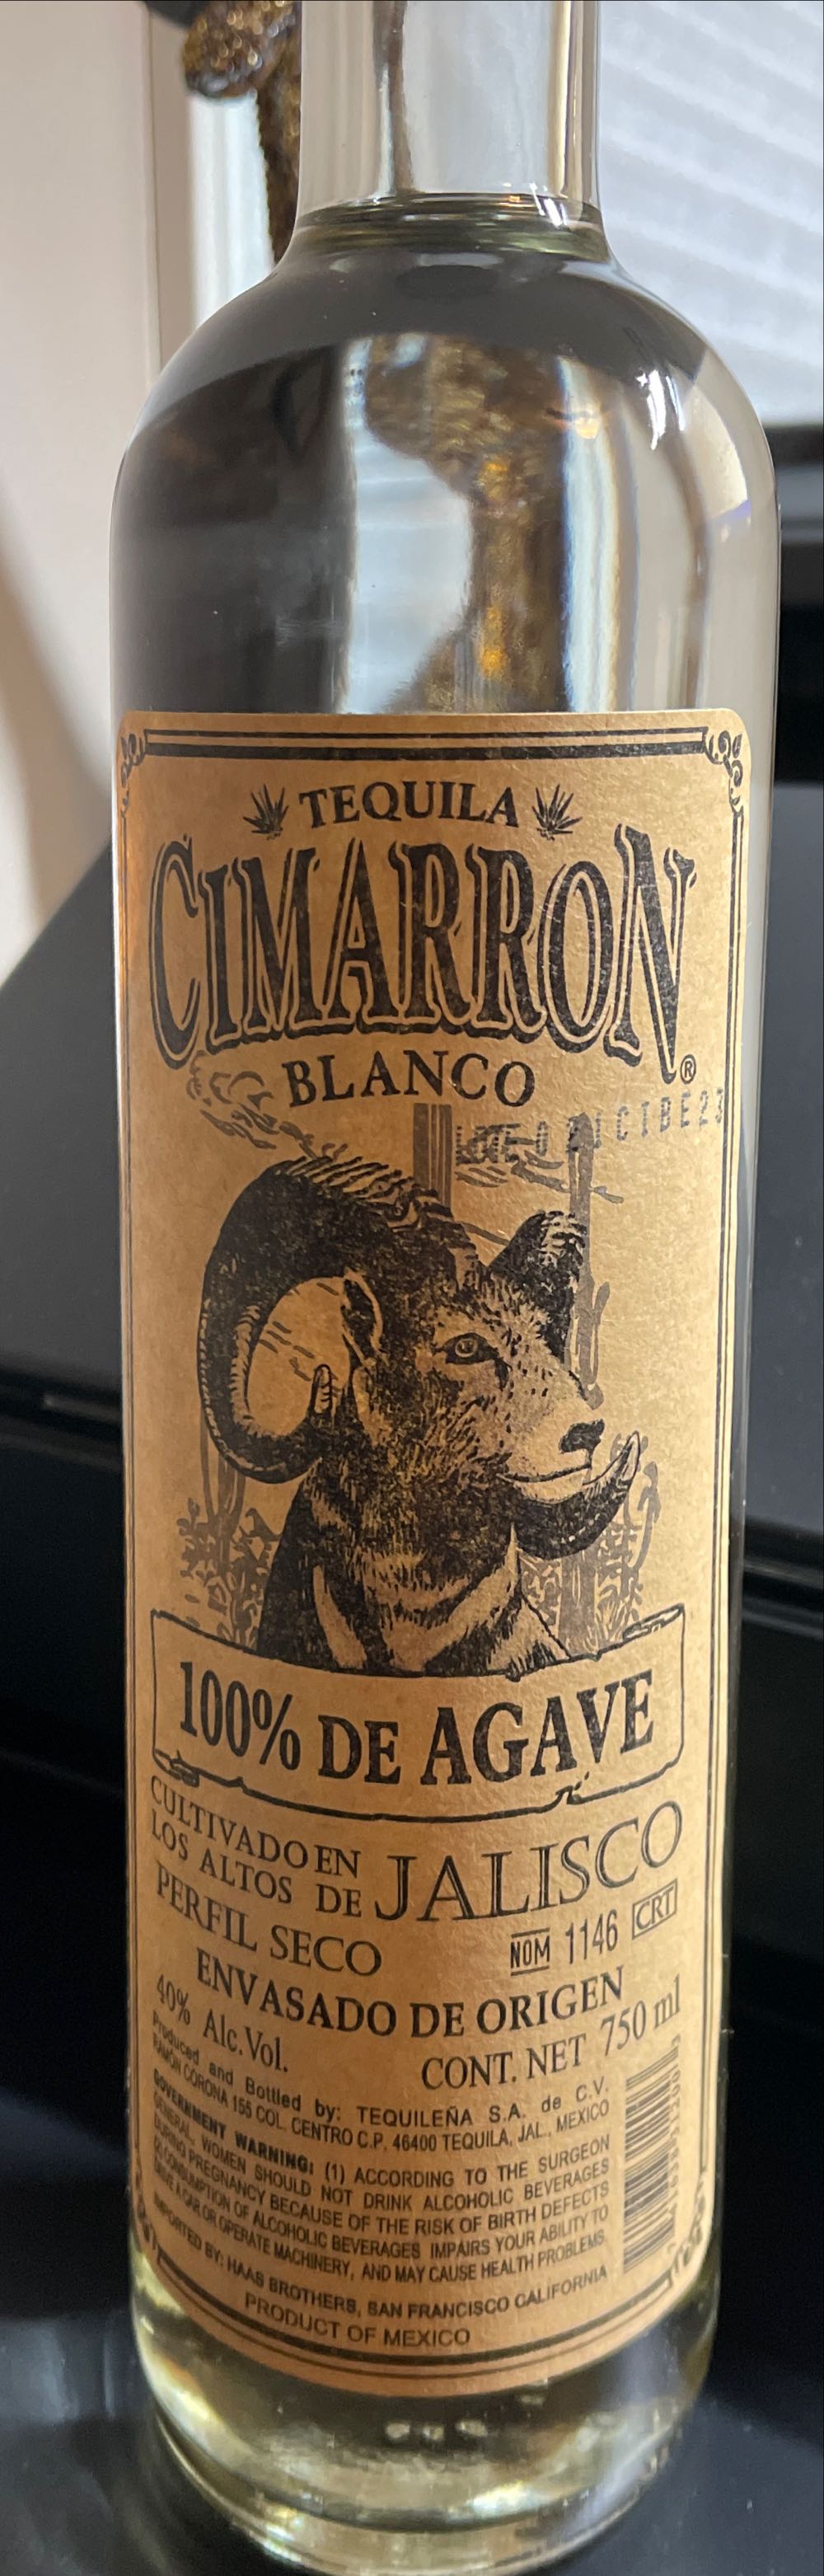 TEQUILA
CIMARRON®
BLANCO
100% DE AGAVE
CULTIVADO EN
LOS ALTOS DE JALISCO
PERFIL SECO
NOM 1146 CRT
ENVASADO DE ORIGEN
40% Alc.Vol.
CONT. NET 750 ml
Produced and Bottled by: TEQUILEÑA S.A. de C.V.
RAMON CORONA 155 COL. CENTRO C.P. 46400 TEQUILA, JAL., MEXICO
GOVERNMENT WARNING: (1) ACCORDING TO THE SURGEON
GENERAL, WOMEN SHOULD NOT DRINK ALCOHOLIC BEVERAGES
DURING PREGNANCY BECAUSE OF THE RISK OF BIRTH DEFECTS
(2) CONSUMPTION OF ALCOHOLIC BEVERAGES IMPAIRS YOUR ABILITY TO
DRIVE A CAR OR OPERATE MACHINERY, AND MAY CAUSE HEALTH PROBLEMS.
IMPORTED BY: HAAS BROTHERS, SAN FRANCISCO CALIFORNIA
PRODUCT OF MEXICO